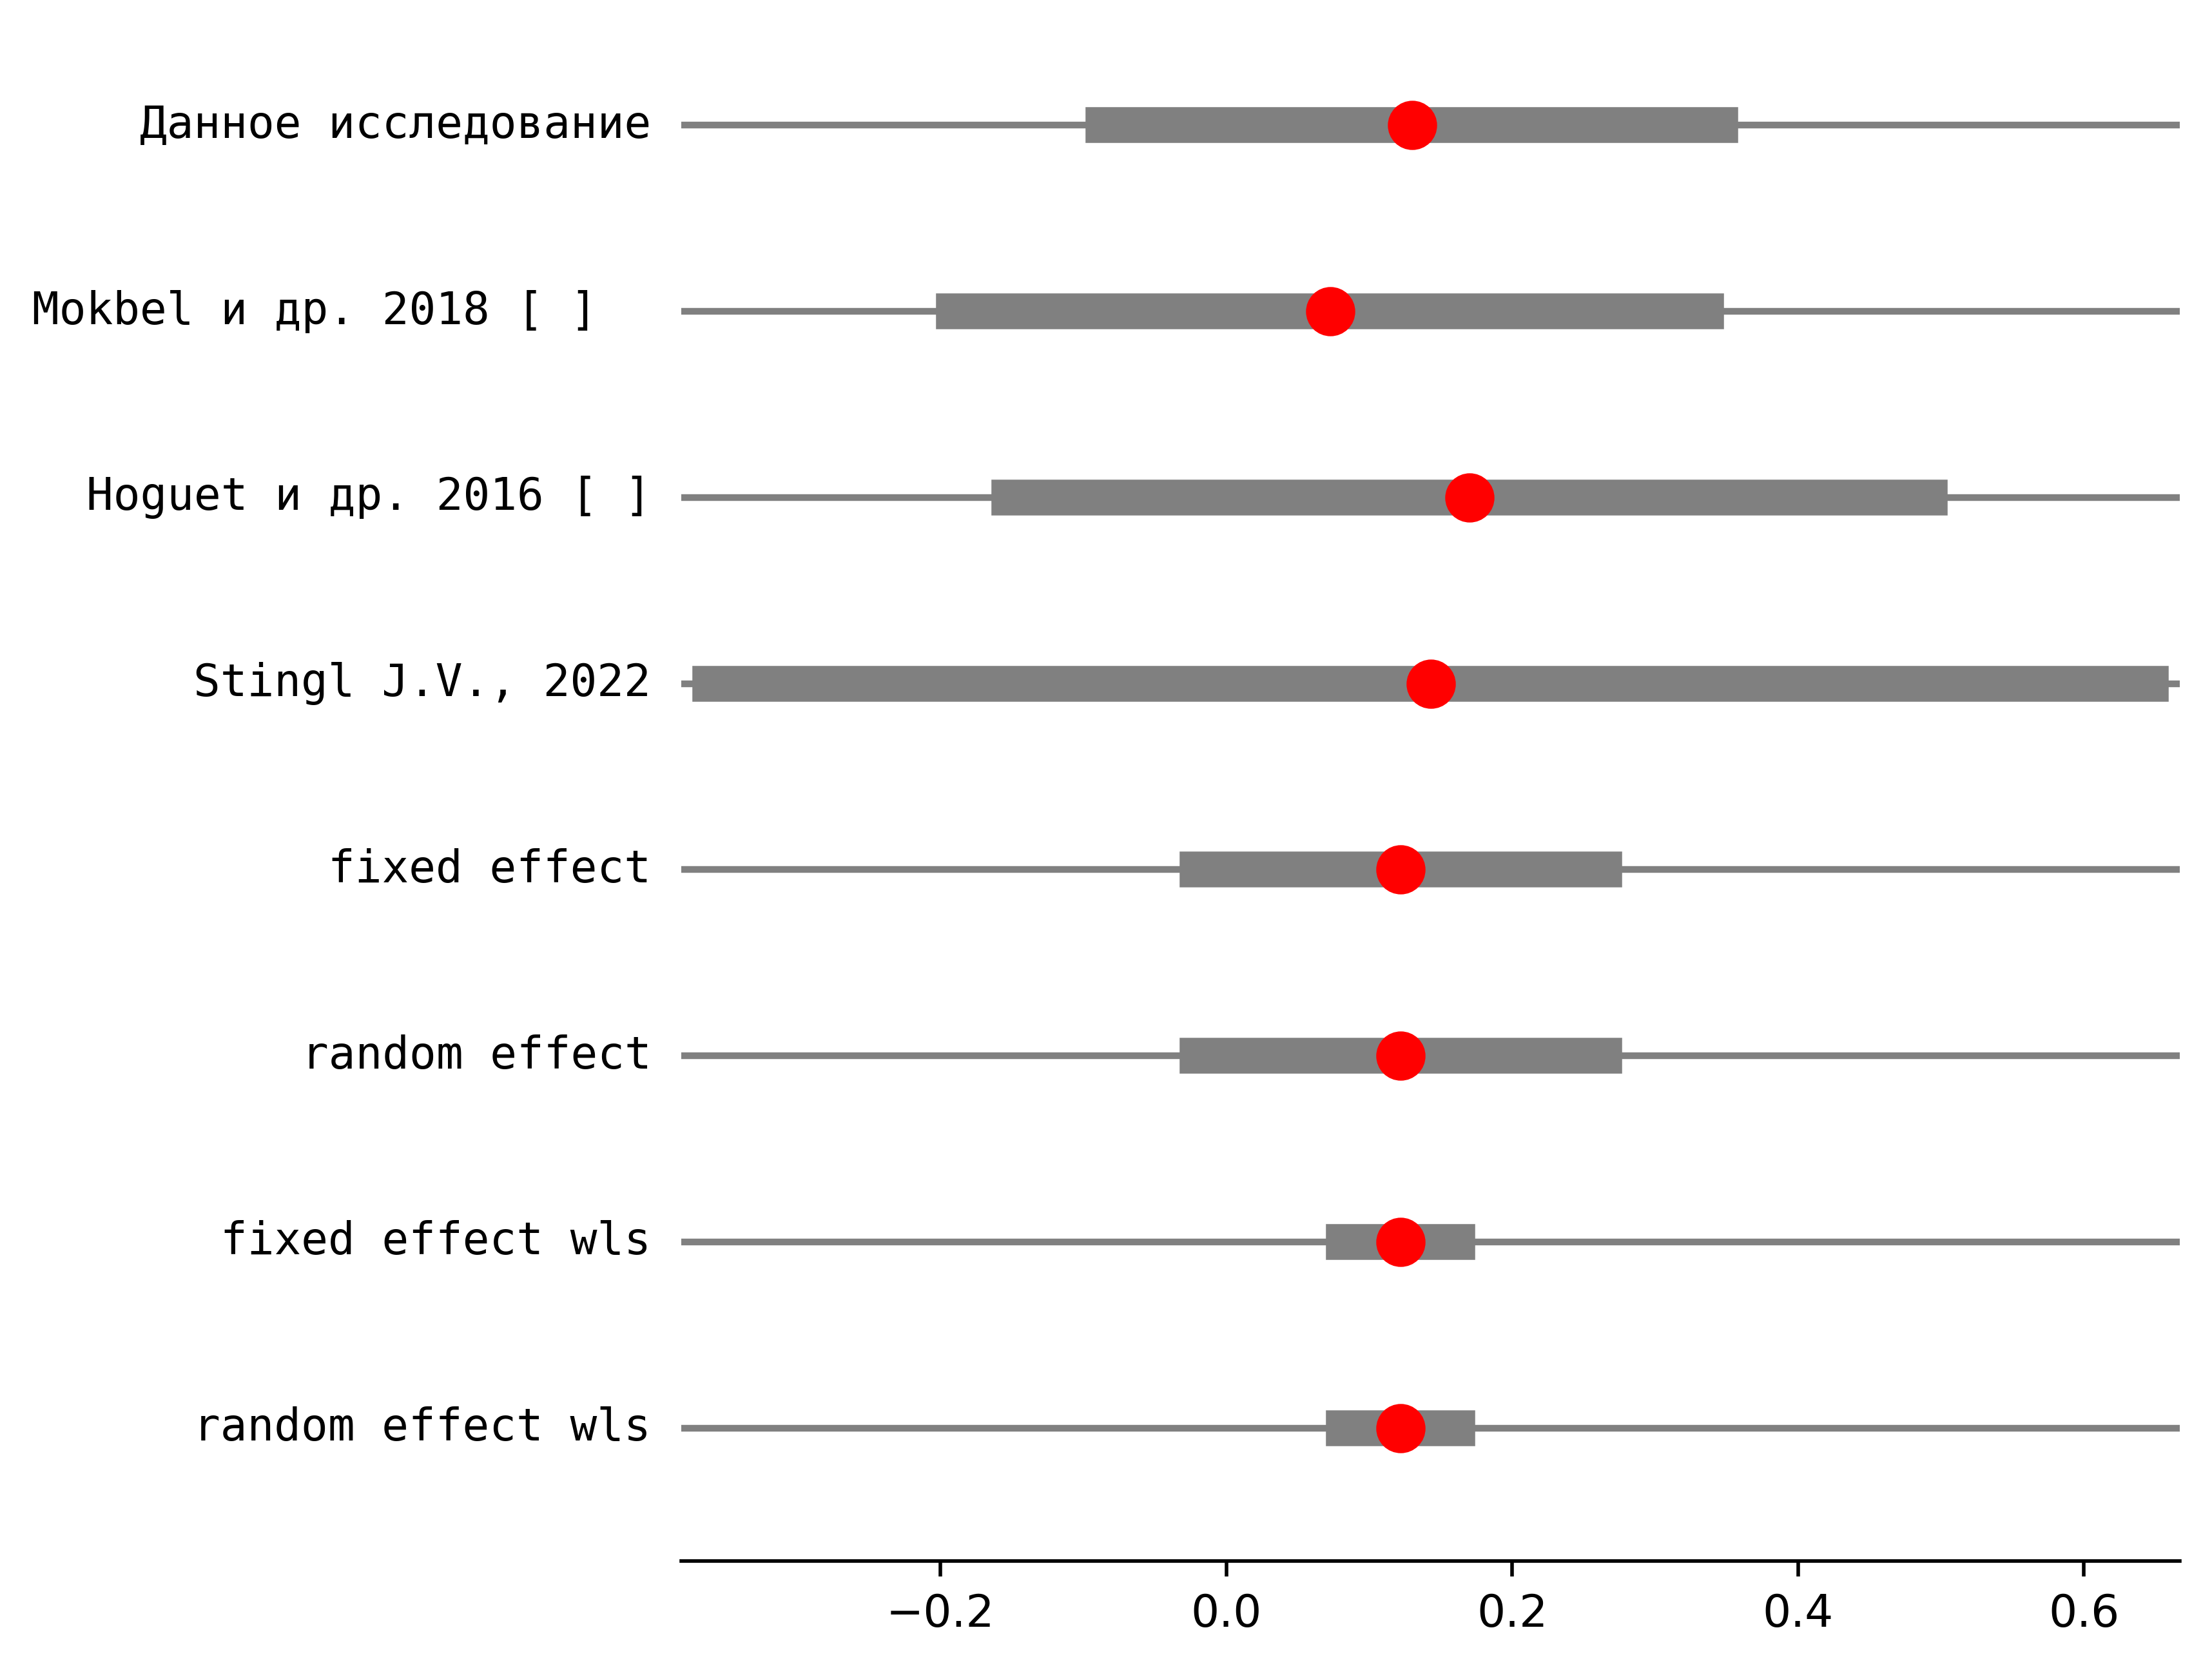 Данное исследование
Mokbel и др. 2018 [ ]
Hoguet и др. 2016 [ ]
Stingl J.V., 2022
fixed effect
random effect
fixed effect wls
random effect wls
−0.2 0.0 0.2 0.4 0.6